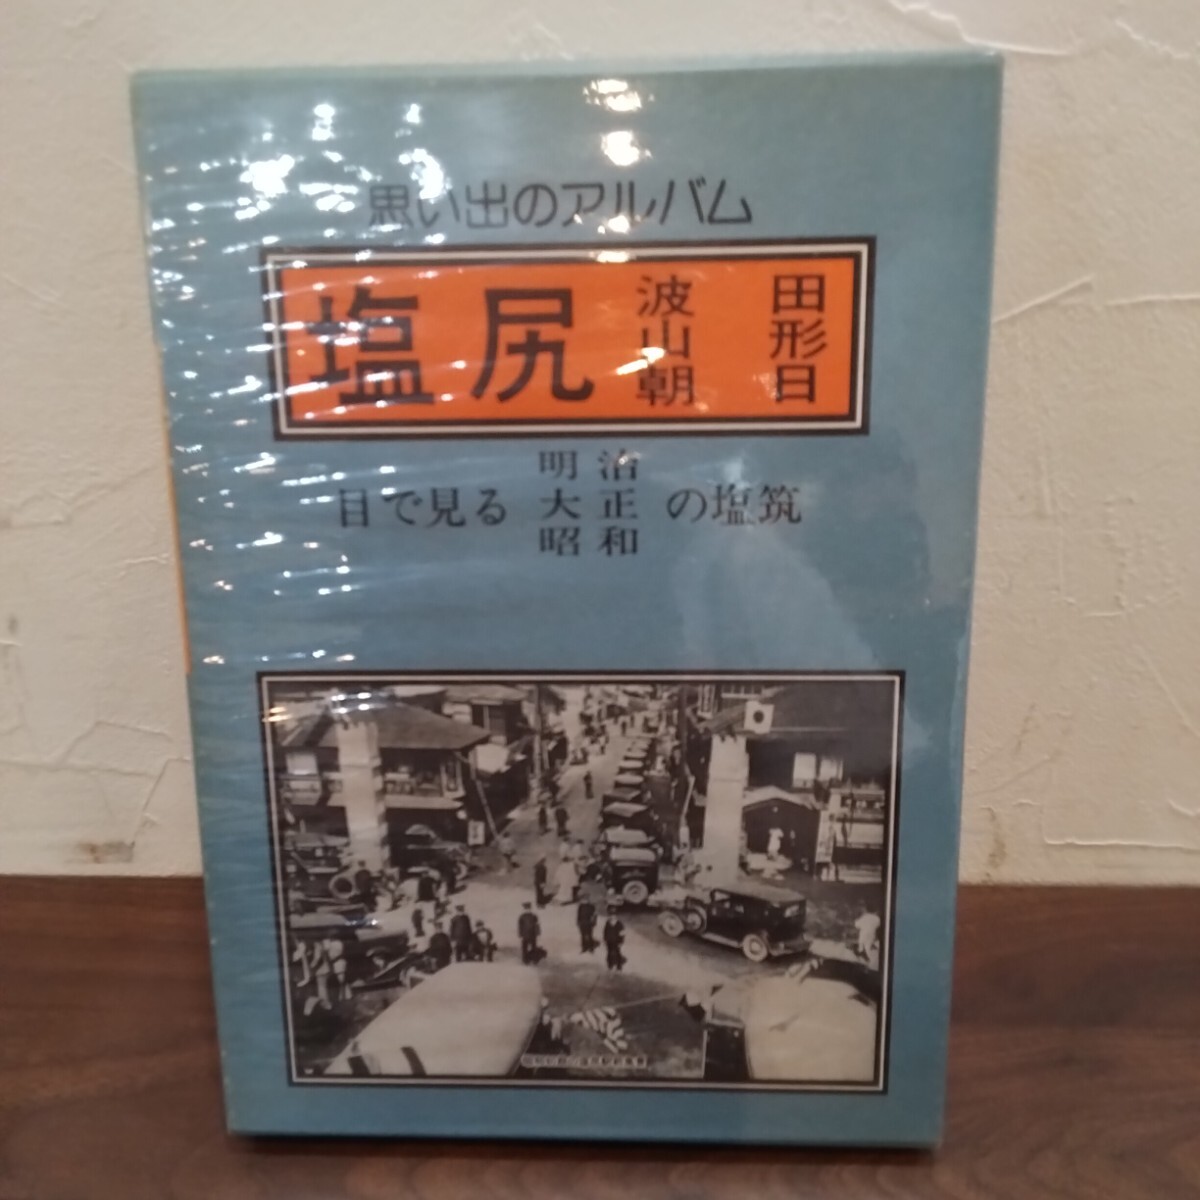 思い出のアルバム
塩尻 波田 山形 朝日
目で見る 明治 大正 昭和 の塩筑